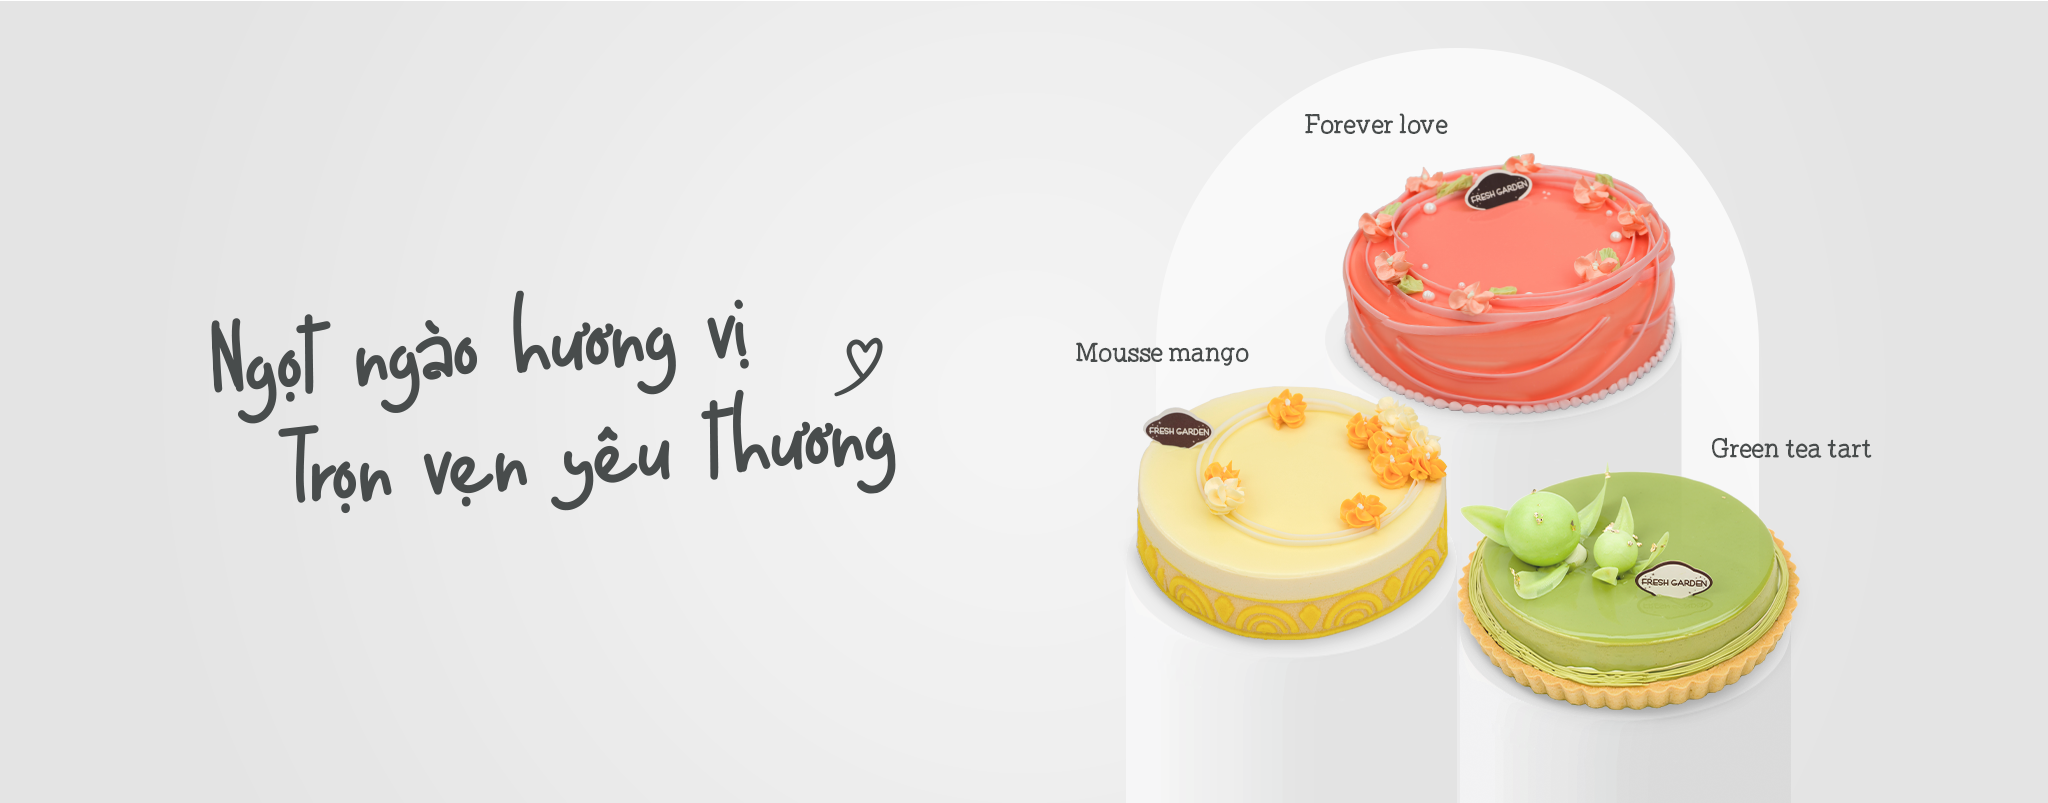 Ngọt ngào hương vị
Trọn vẹn yêu thương
Forever love
FRESH GARDEN
Mousse mango
FRESH GARDEN
Green tea tart
FRESH GARDEN